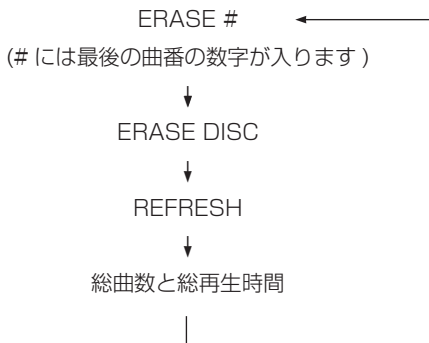 ERASE #
(# には最後の曲番の数字が入ります )
ERASE DISC
REFRESH
総曲数と総再生時間